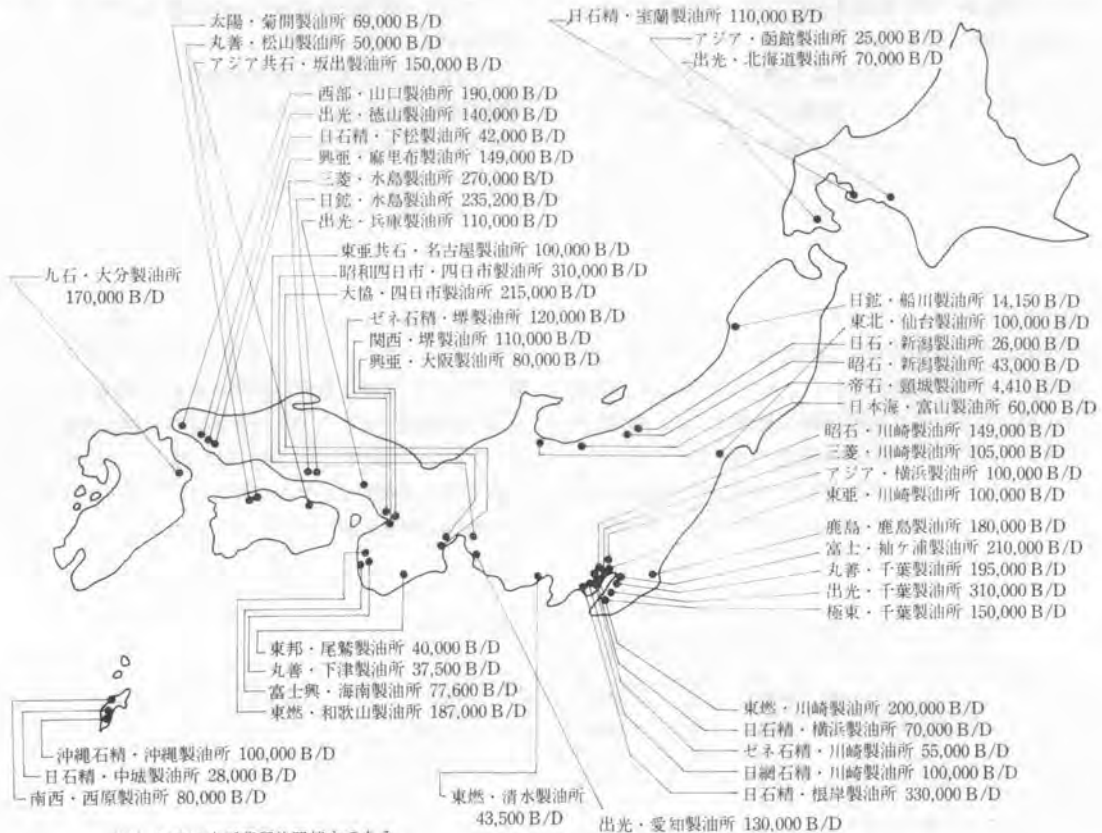 太陽・菊間製油所 69,000 B/D
丸善・松山製油所 50,000 B/D
アジア共石・坂出製油所 150,000 B/D
西部・山口製油所 190,000 B/D
出光・徳山製油所 140,000 B/D
日石精・下松製油所 42,000 B/D
興亜・麻里布製油所 149,000 B/D
三菱・水島製油所 270,000 B/D
日鉱・水島製油所 235,200 B/D
出光・兵庫製油所 110,000 B/D
東亜共石・名古屋製油所 100,000 B/D
昭和四日市・四日市製油所 310,000 B/D
大協・四日市製油所 215,000 B/D
ゼネ石精・堺製油所 120,000 B/D
関西・堺製油所 110,000 B/D
興亜・大阪製油所 80,000 B/D
九石・大分製油所
170,000 B/D
日石精・室蘭製油所 110,000 B/D
アジア・函館製油所 25,000 B/D
出光・北海道製油所 70,000 B/D
日鉱・船川製油所 14,150 B/D
東北・仙台製油所 100,000 B/D
日石・新潟製油所 26,000 B/D
昭石・新潟製油所 43,000 B/D
帝石・頸城製油所 4,410 B/D
日本海・富山製油所 60,000 B/D
昭石・川崎製油所 149,000 B/D
三菱・川崎製油所 105,000 B/D
アジア・横浜製油所 100,000 B/D
東亜・川崎製油所 100,000 B/D
鹿島・鹿島製油所 180,000 B/D
富士・袖ケ浦製油所 210,000 B/D
丸善・千葉製油所 195,000 B/D
出光・千葉製油所 310,000 B/D
極東・千葉製油所 150,000 B/D
東邦・尾鷲製油所 40,000 B/D
丸善・下津製油所 37,500 B/D
富士興・海南製油所 77,600 B/D
東燃・和歌山製油所 187,000 B/D
東燃・川崎製油所 200,000 B/D
日石精・横浜製油所 70,000 B/D
ゼネ石精・川崎製油所 55,000 B/D
日網石精・川崎製油所 100,000 B/D
日石精・根岸製油所 330,000 B/D
沖縄石精・沖縄製油所 100,000 B/D
日石精・中城製油所 28,000 B/D
南西・西原製油所 80,000 B/D
東燃・清水製油所
43,500 B/D
出光・愛知製油所 130,000 B/D